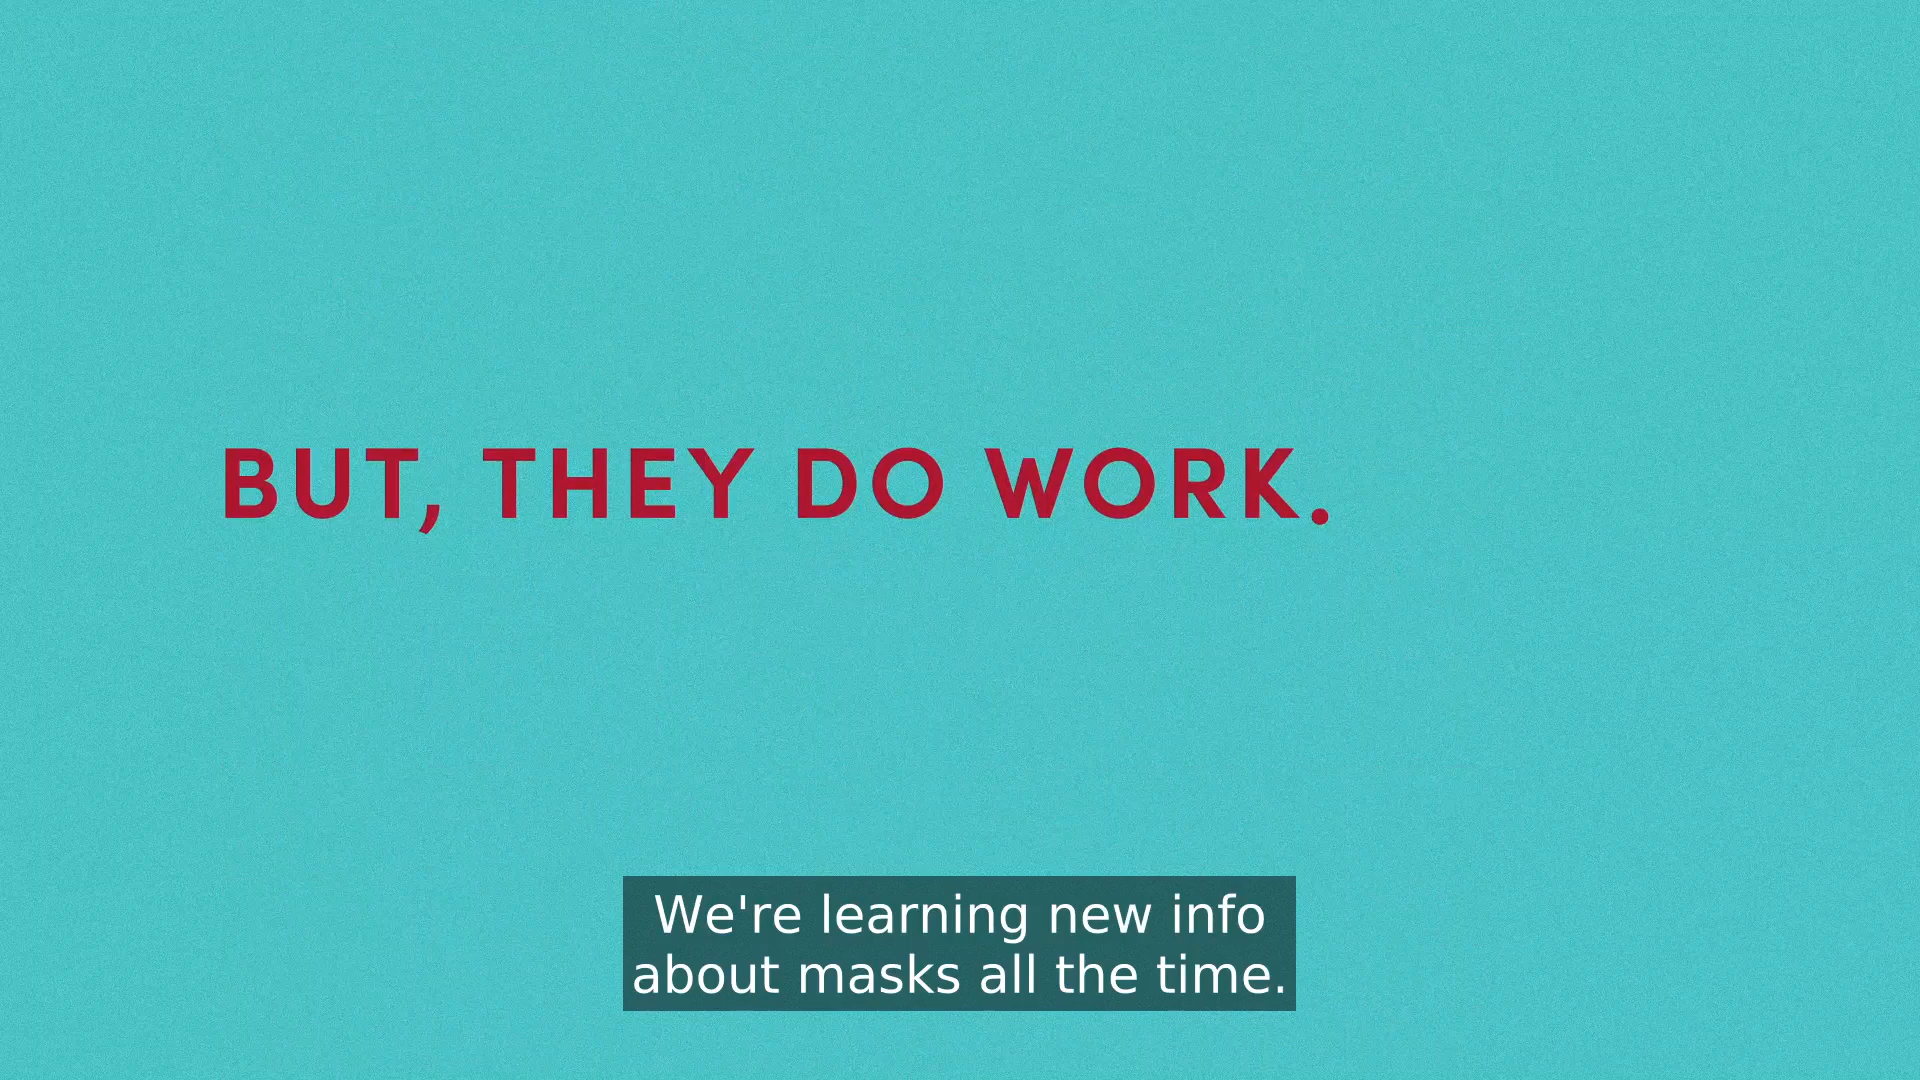 BUT, THEY DO WORK.
We're learning new info
about masks all the time.